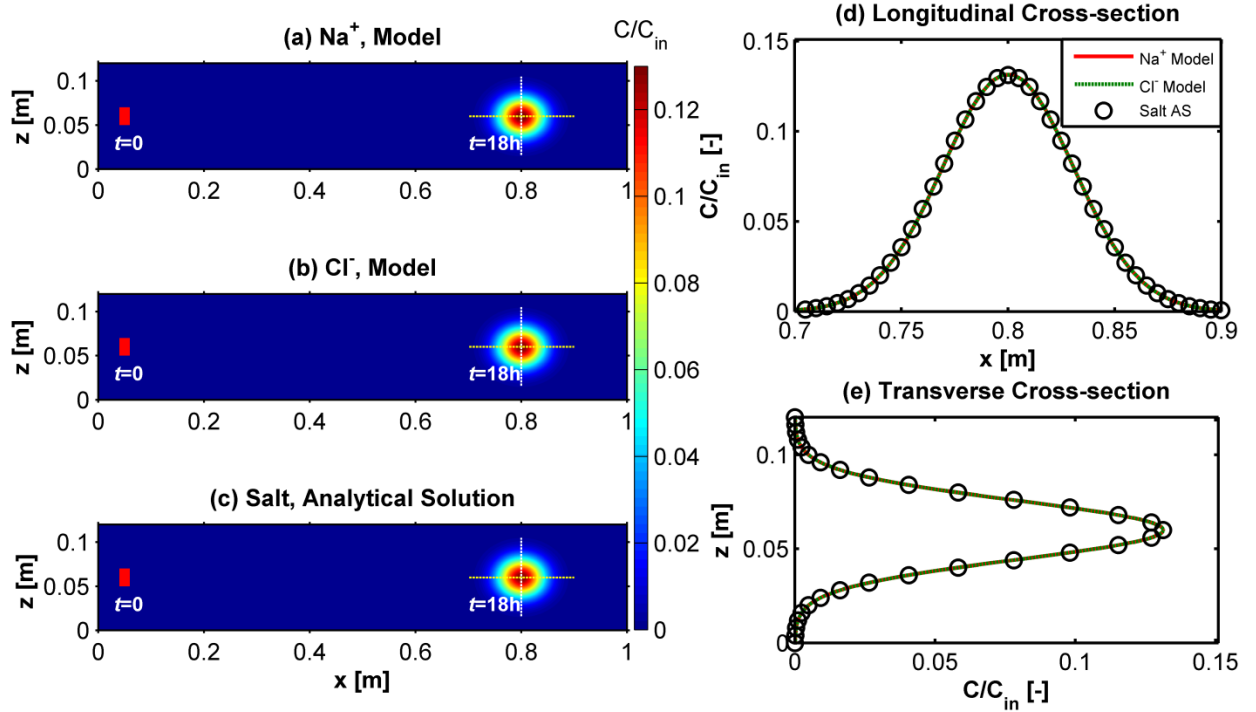 (a) Na⁺, Model
z [m]
0.1
0.05
0
t=0
t=18h
0 0.2 0.4 0.6 0.8 1
(b) Cl⁻, Model
z [m]
0.1
0.05
0
t=0
t=18h
0 0.2 0.4 0.6 0.8 1
(c) Salt, Analytical Solution
z [m]
0.1
0.05
0
t=0
t=18h
0 0.2 0.4 0.6 0.8 1
x [m]
C/C_in
0.12
0.1
0.08
0.06
0.04
0.02
0
(d) Longitudinal Cross-section
C/C_in [-]
0.15
0.1
0.05
0
Na⁺ Model
Cl⁻ Model
Salt AS
0.7 0.75 0.8 0.85 0.9
x [m]
(e) Transverse Cross-section
z [m]
0.1
0.05
0
0 0.05 0.1 0.15
C/C_in [-]